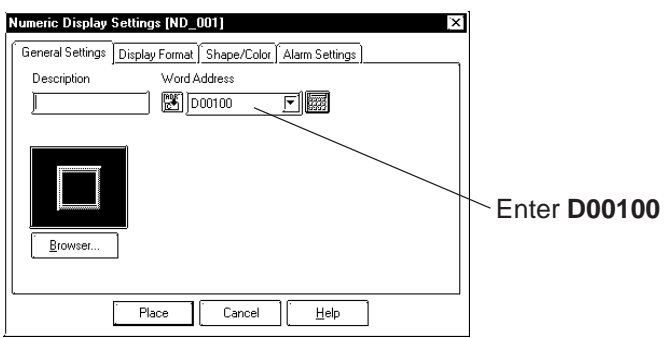 Numeric Display Settings [ND_001]
General Settings Display Format Shape/Color Alarm Settings
Description Word Address
D00100
Enter D00100
Browser...
Place Cancel Help